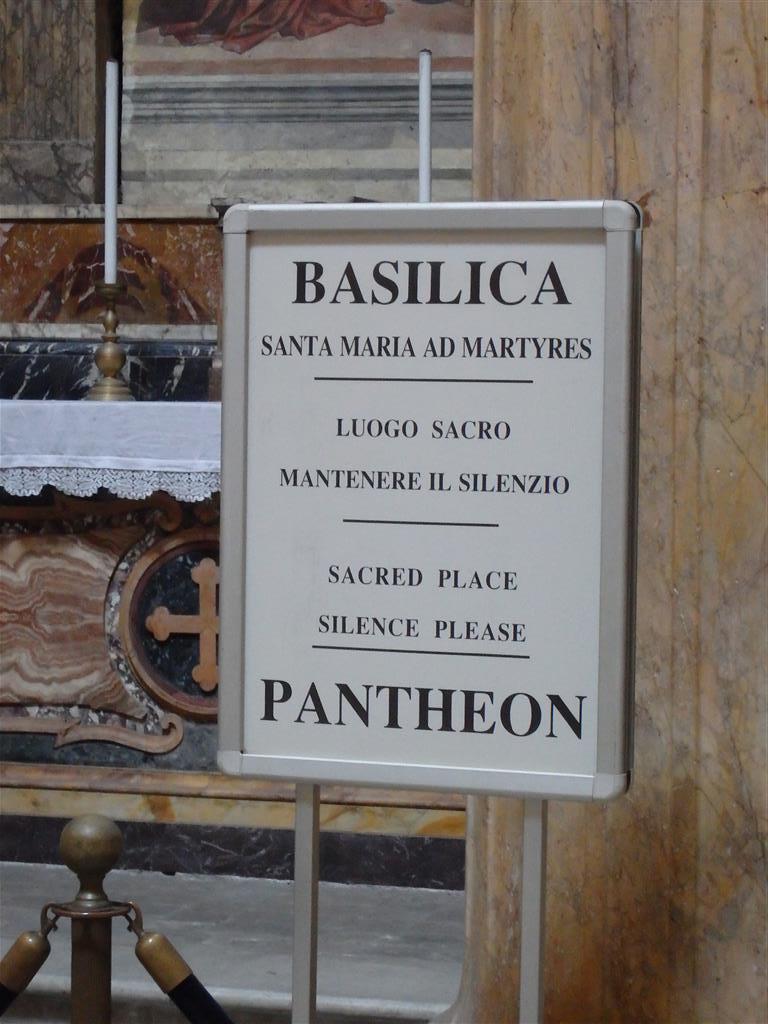 BASILICA
SANTA MARIA AD MARTYRES
LUOGO SACRO
MANTENERE IL SILENZIO
SACRED PLACE
SILENCE PLEASE
PANTHEON